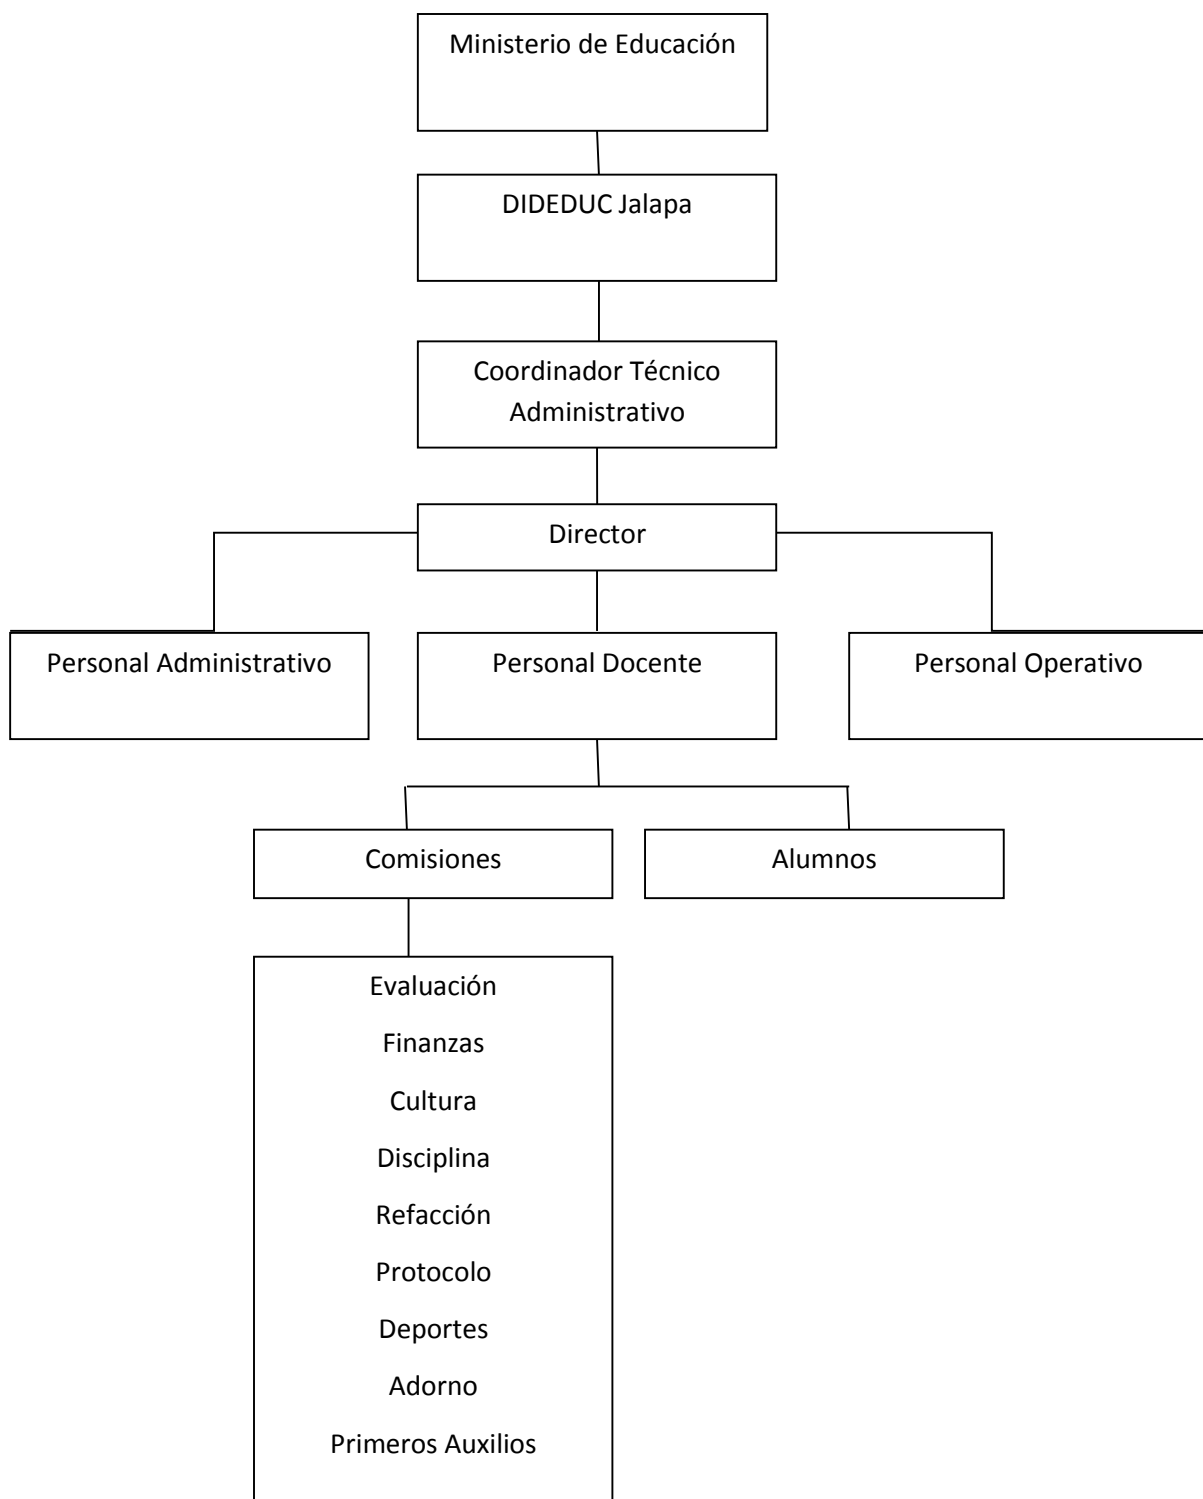 Ministerio de Educación
DIDEDUC Jalapa
Coordinador Técnico
Administrativo
Director
Personal Administrativo
Personal Docente
Personal Operativo
Comisiones
Alumnos
Evaluación
Finanzas
Cultura
Disciplina
Refacción
Protocolo
Deportes
Adorno
Primeros Auxilios